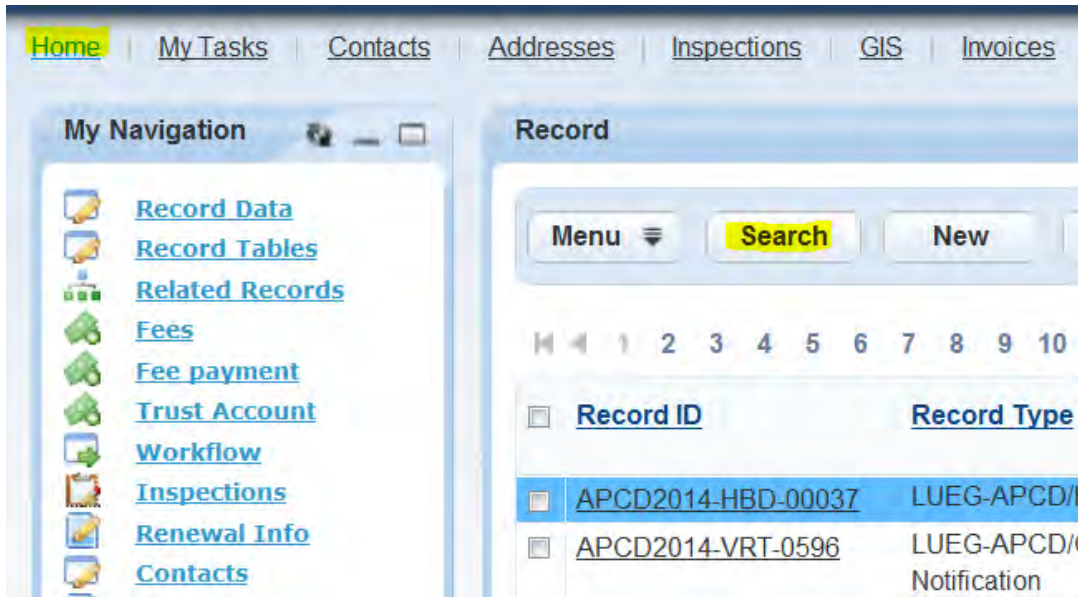 Home | My Tasks | Contacts | Addresses | Inspections | GIS | Invoices
My Navigation
Record Data
Record Tables
Related Records
Fees
Fee payment
Trust Account
Workflow
Inspections
Renewal Info
Contacts
Record
Menu Search New
1 2 3 4 5 6 7 8 9 10
Record ID Record Type
APCD2014-HBD-00037 LUEG-APCD/
APCD2014-VRT-0596 LUEG-APCD/
Notification